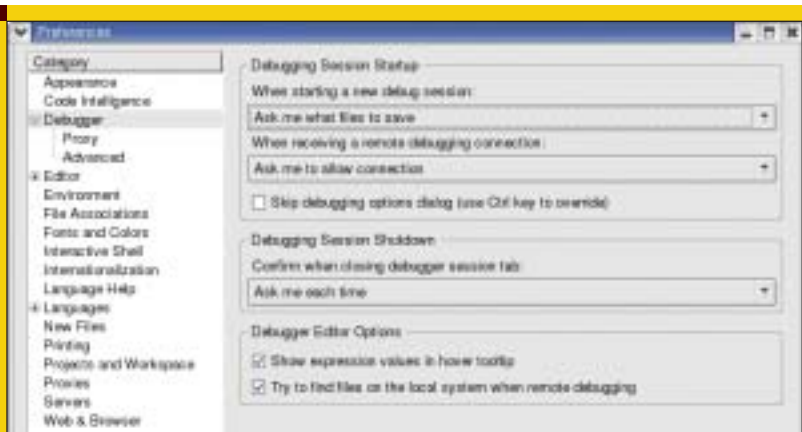 Preferences
Category
Appearance
Code Intelligence
Debugger
Proxy
Advanced
Editor
Environment
File Associations
Fonts and Colors
Interactive Shell
Internationalization
Language Help
Languages
New Files
Printing
Projects and Workspace
Proxies
Servers
Web & Browser
Debugging Session Startup
When starting a new debug session:
Ask me what files to save
When receiving a remote debugging connection:
Ask me to allow connection
Skip debugging options dialog (use Ctrl key to override)
Debugging Session Shutdown
Confirm when closing debugger session tab:
Ask me each time
Debugger Editor Options
Show expression values in hover tooltip
Try to find files on the local system when remote debugging